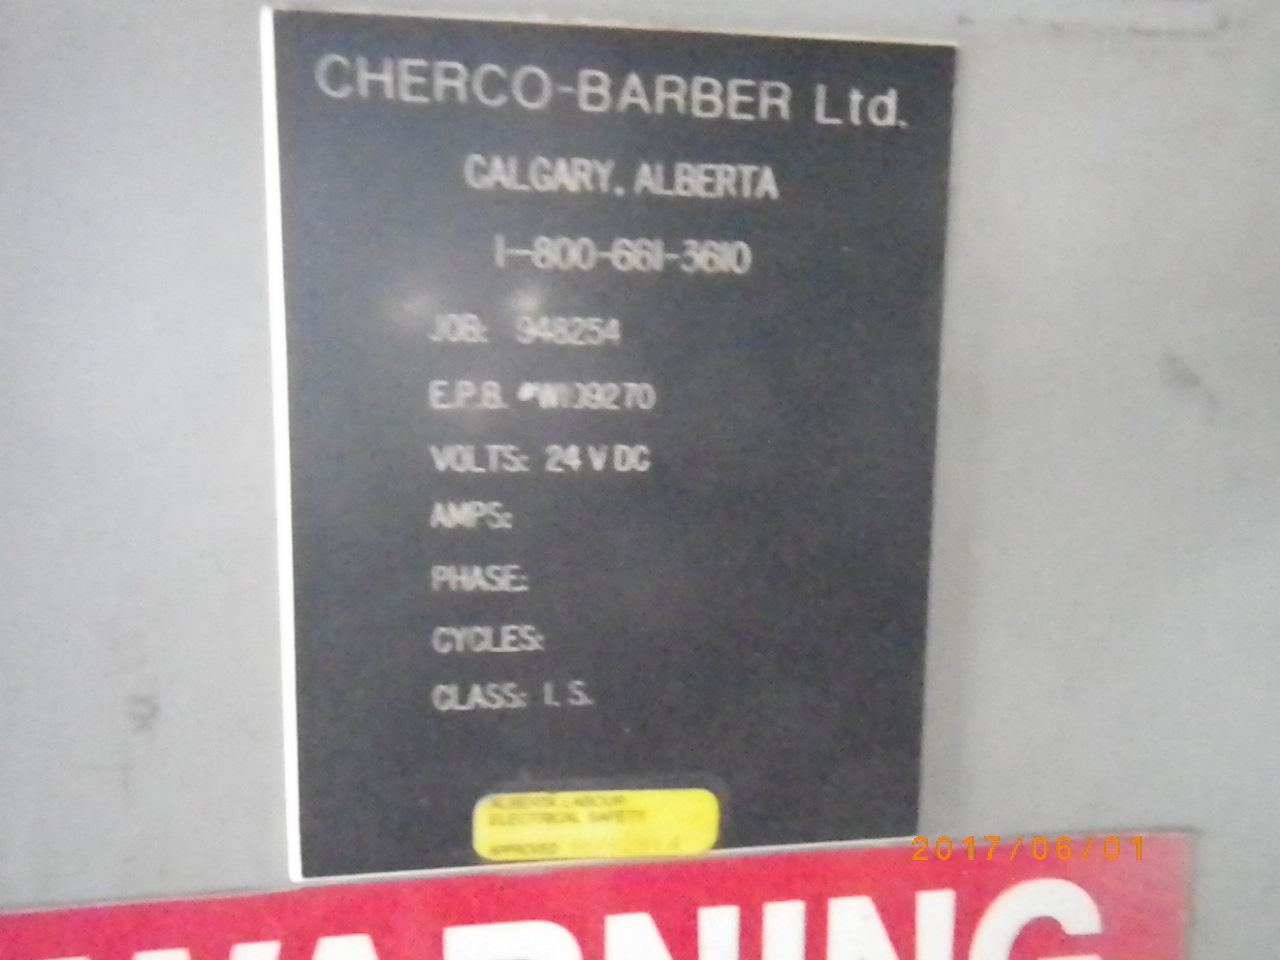 CHERCO-BARBER Ltd.
CALGARY, ALBERTA
1-800-661-3610
JOB: 948254
E.P.B. #W109270
VOLTS: 24 V DC
AMPS:
PHASE:
CYCLES:
CLASS: I. S.
ALBERTA LABOUR
ELECTRICAL SAFETY
APPROVED
2017/06/01
WARNING